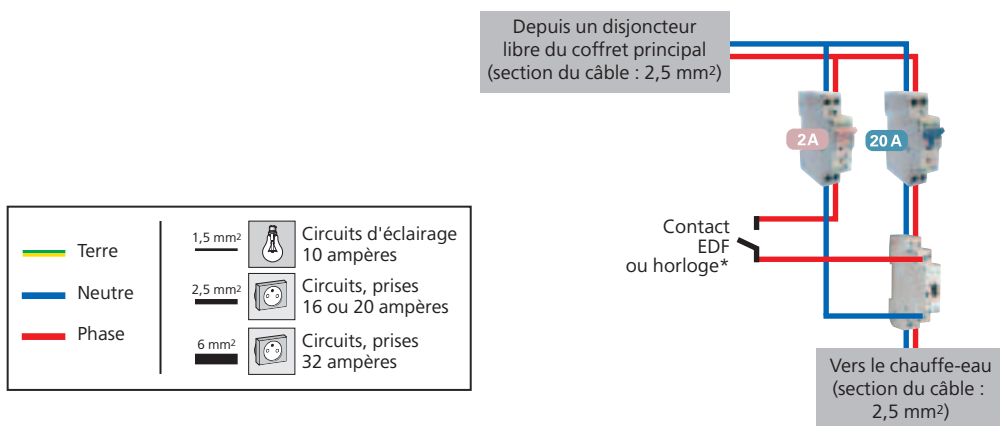 Depuis un disjoncteur
libre du coffret principal
(section du câble : 2,5 mm²)
2A
20 A
Contact
EDF
ou horloge*
Vers le chauffe-eau
(section du câble :
2,5 mm²)
Terre
Neutre
Phase
1,5 mm²
Circuits d'éclairage
10 ampères
2,5 mm²
Circuits, prises
16 ou 20 ampères
6 mm²
Circuits, prises
32 ampères